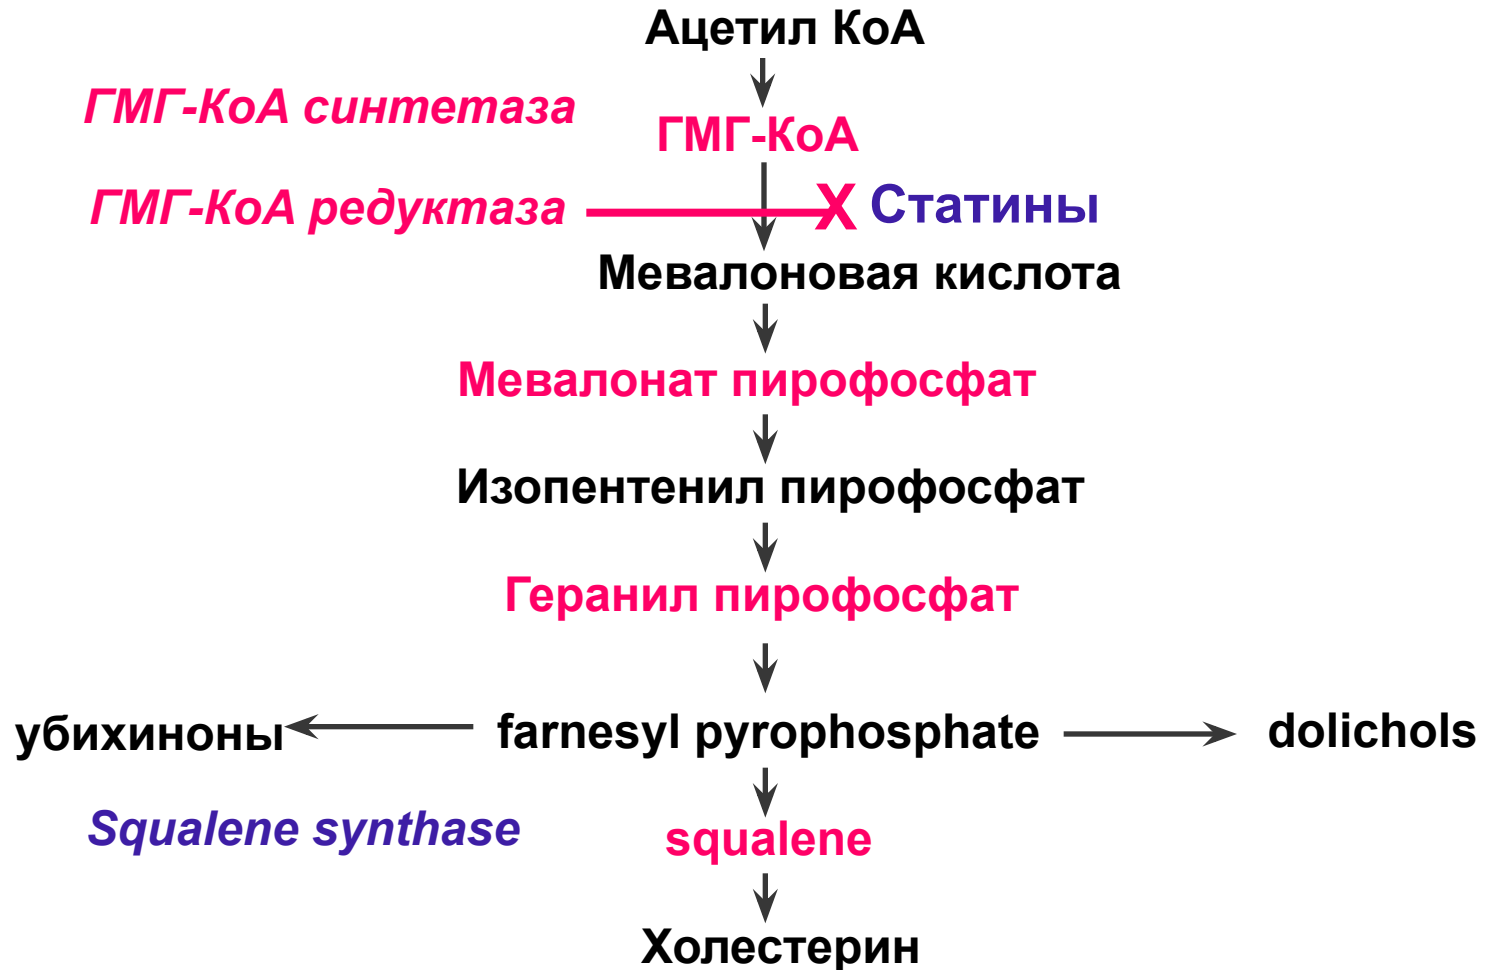 Ацетил КоА
ГМГ-КоА синтетаза
ГМГ-КоА
ГМГ-КоА редуктаза X Статины
Мевалоновая кислота
Мевалонат пирофосфат
Изопентенил пирофосфат
Геранил пирофосфат
убихиноны farnesyl pyrophosphate dolichols
Squalene synthase squalene
Холестерин